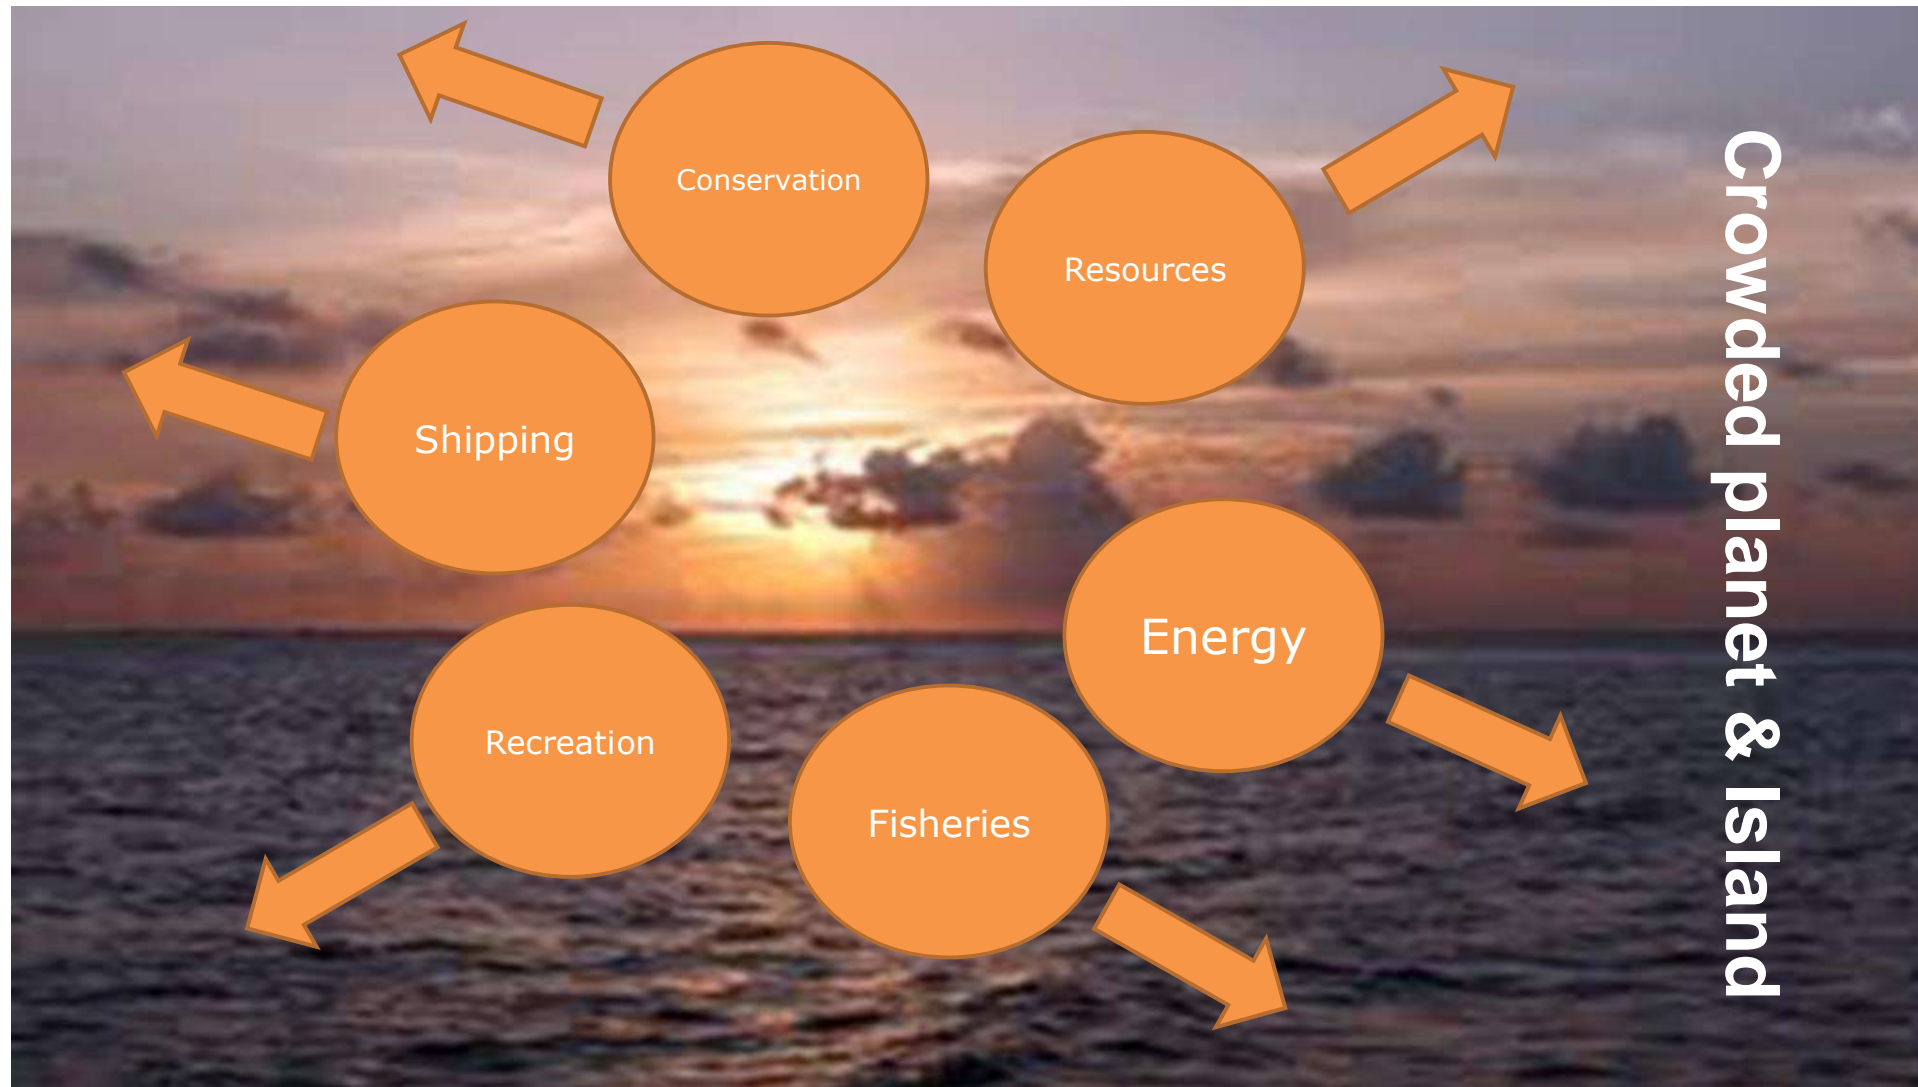 Conservation
Resources
Shipping
Energy
Recreation
Fisheries
Crowded planet & Island